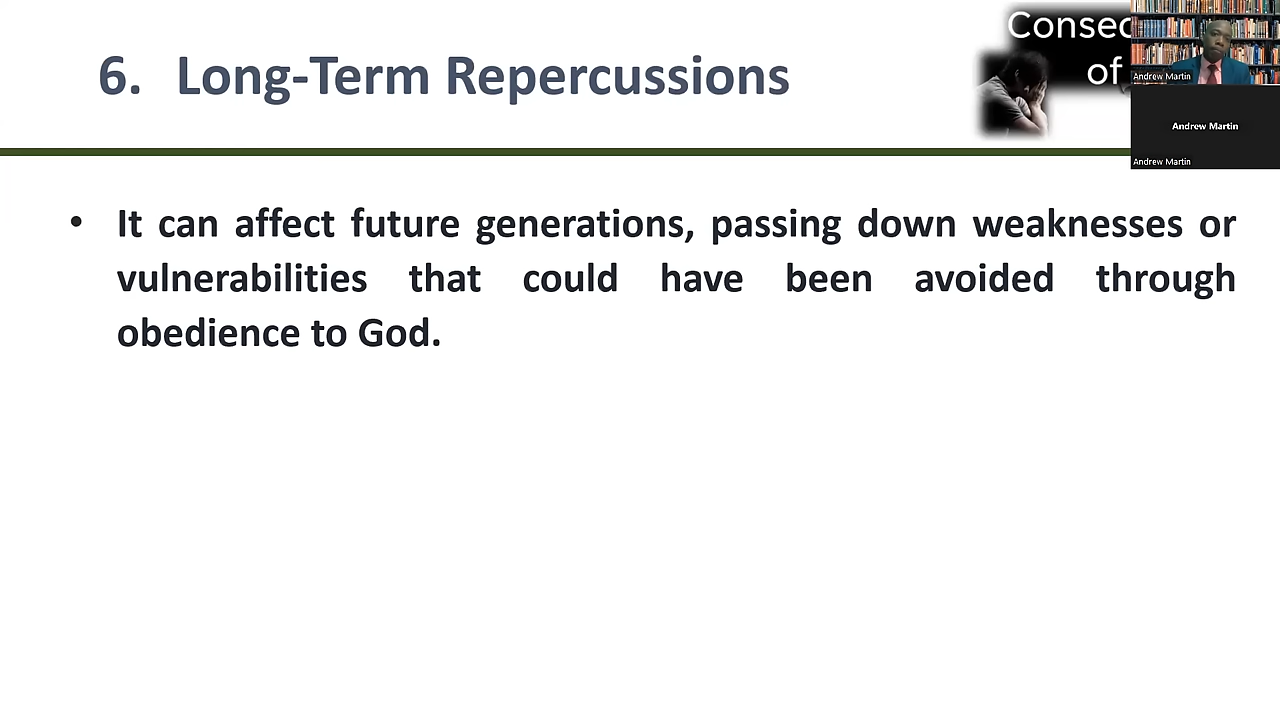 6. Long-Term Repercussions
Consec
of
Andrew Martin
Andrew Martin
Andrew Martin
• It can affect future generations, passing down weaknesses or
vulnerabilities that could have been avoided through
obedience to God.